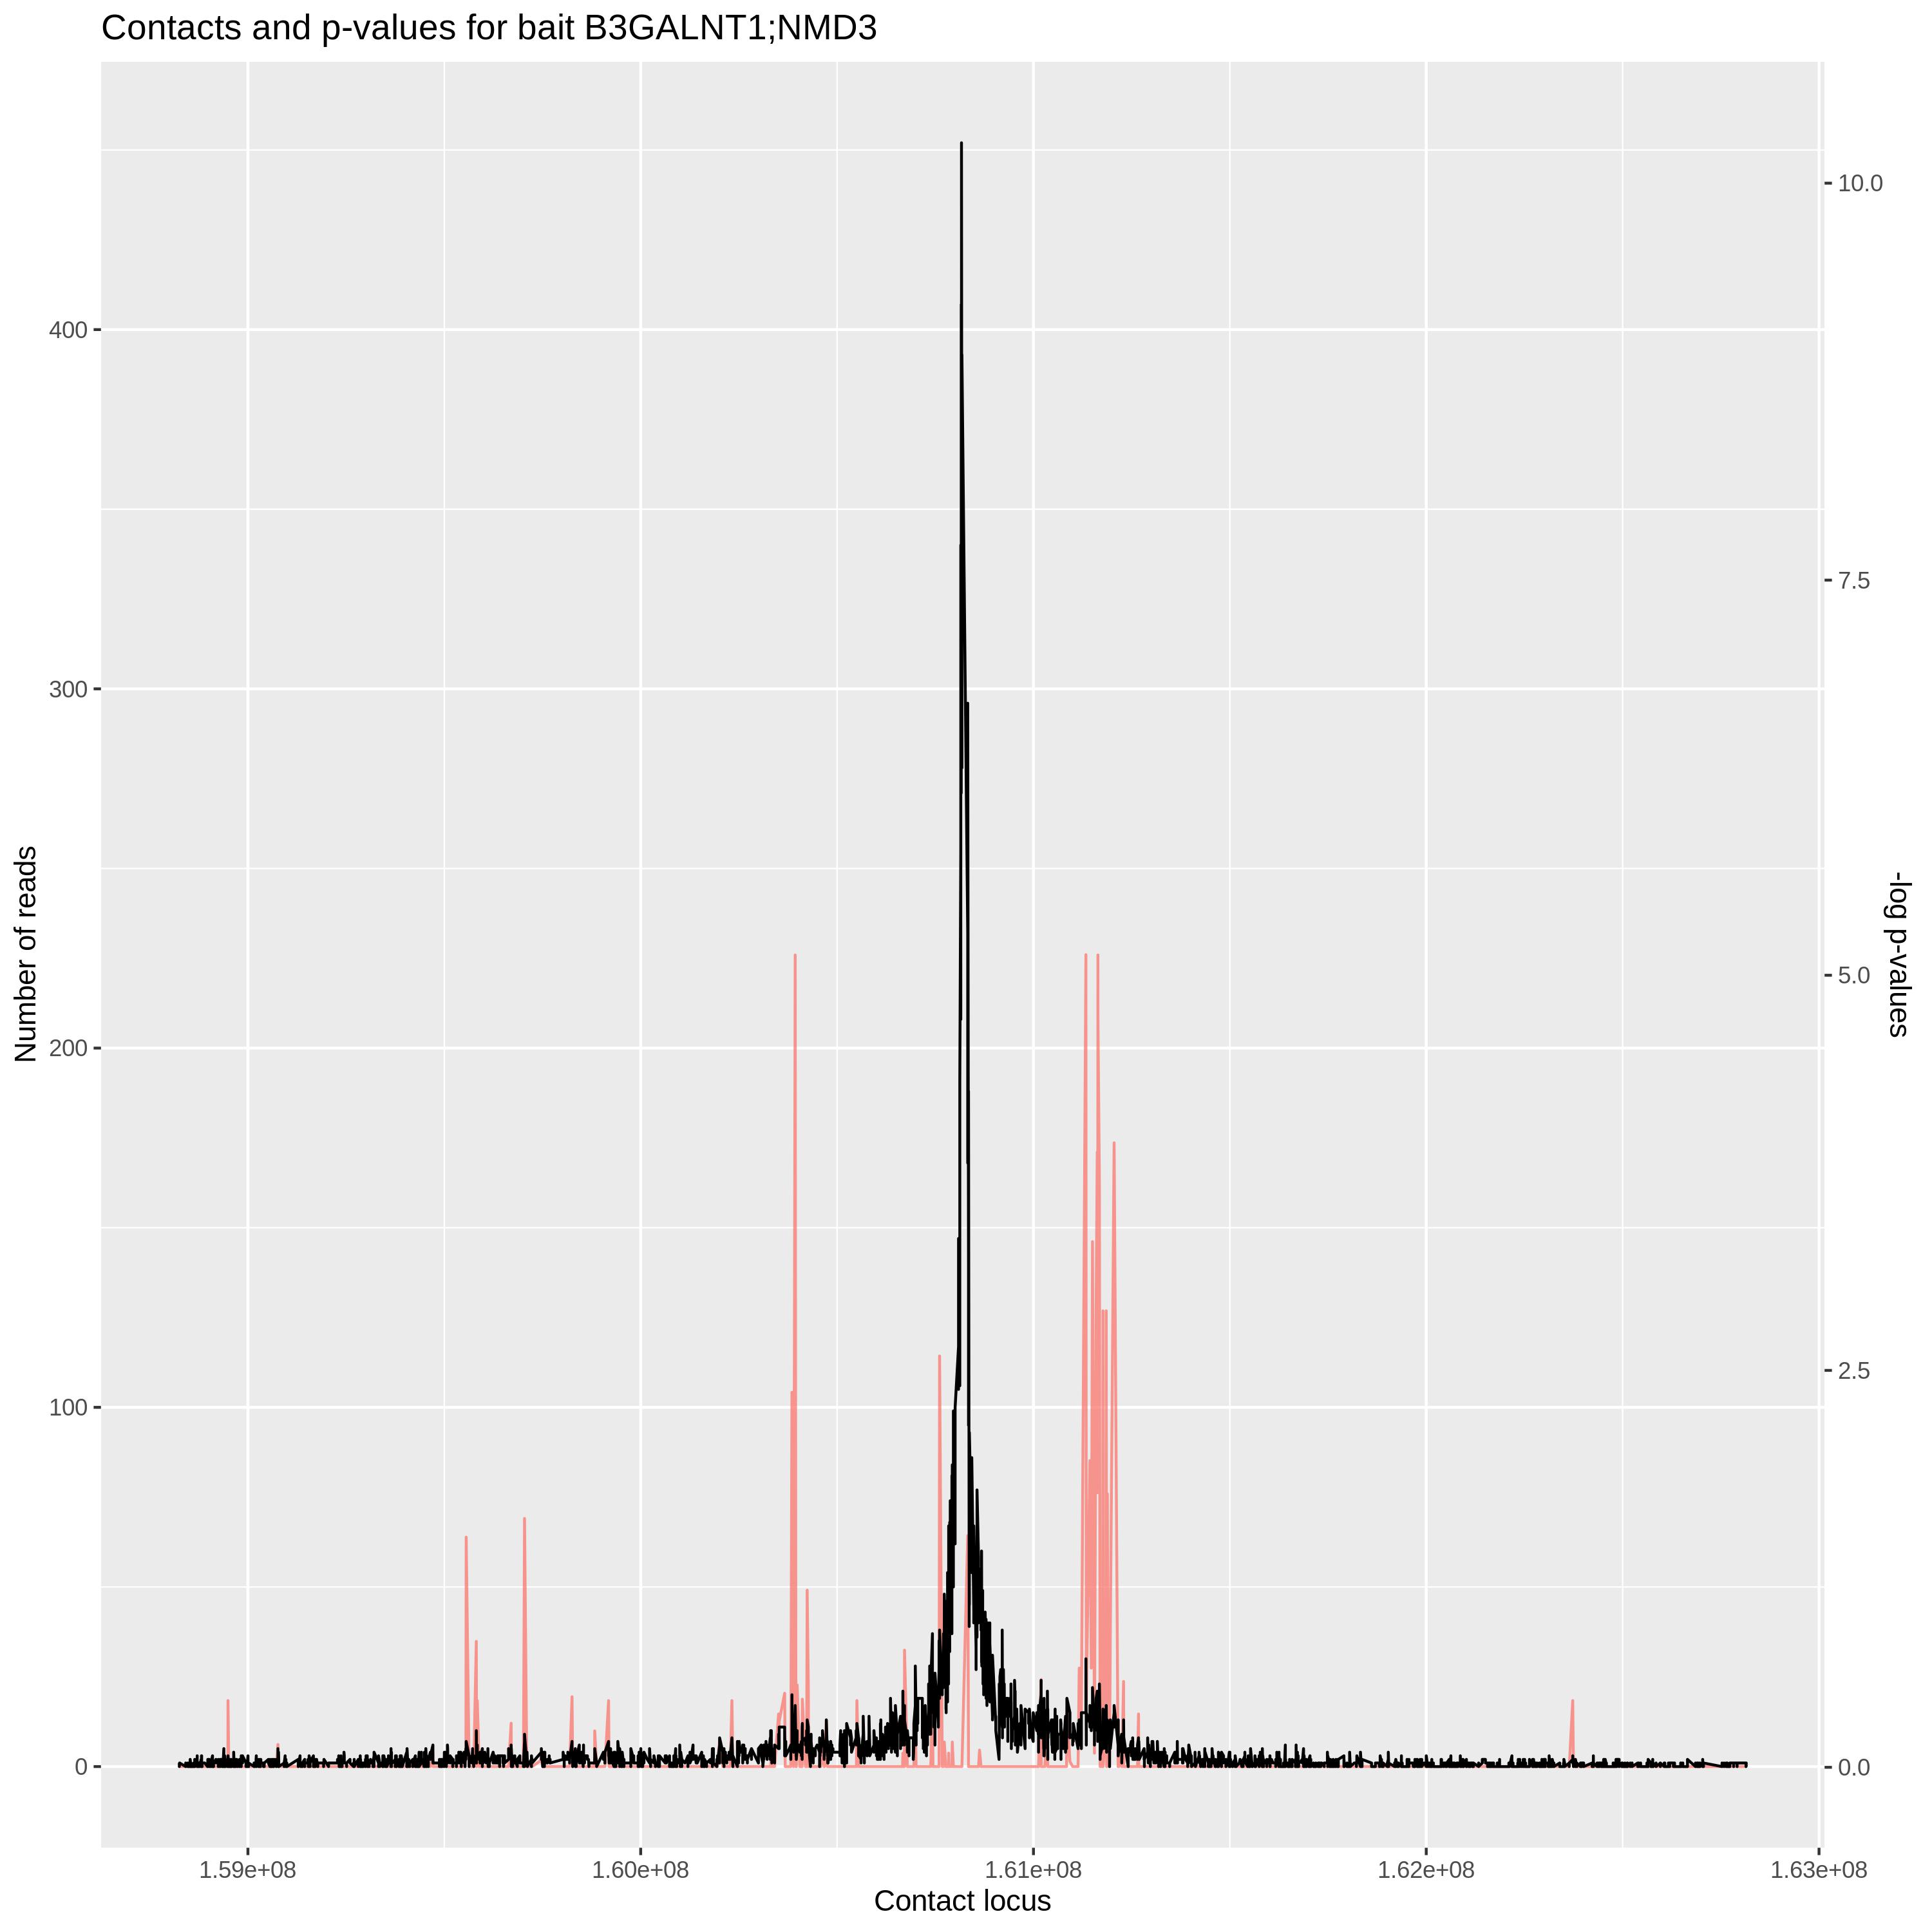 Contacts and p-values for bait B3GALNT1;NMD3
400
300
200
100
0
Number of reads
10.0
7.5
5.0
2.5
0.0
-log p-values
1.59e+08
1.60e+08
1.61e+08
1.62e+08
1.63e+08
Contact locus